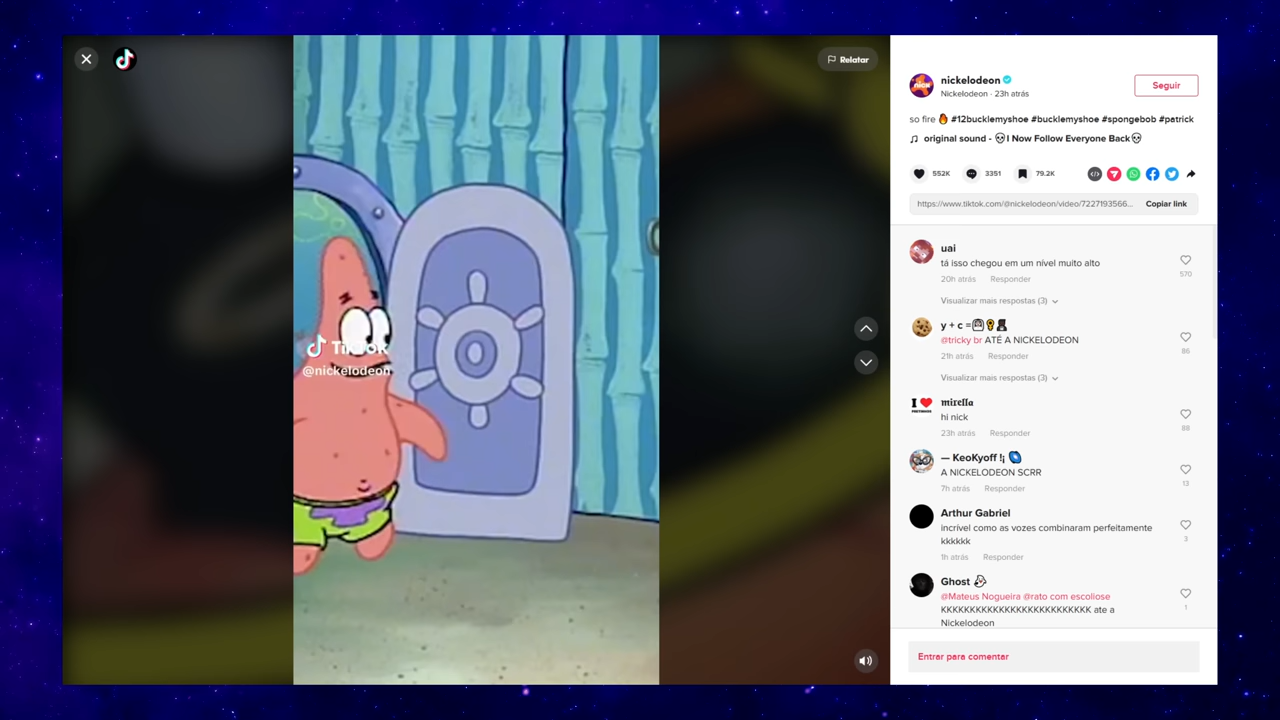 Relatar
TikTok
@nickelodeon
nick
nickelodeon
Nickelodeon · 23h atrás
Seguir
so fire 🔥 #12bucklemyshoe #bucklemyshoe #spongebob #patrick
♫ original sound - 💀I Now Follow Everyone Back💀
552K
3351
79.2K
https://www.tiktok.com/@nickelodeon/video/7227193566...
Copiar link
uai
tá isso chegou em um nível muito alto
570
20h atrás Responder
Visualizar mais respostas (3)
y + c =
@tricky br ATÉ A NICKELODEON
86
21h atrás Responder
Visualizar mais respostas (3)
I ❤
𝖒𝖎𝖗𝖊𝖑𝖑𝖆
hi nick
88
23h atrás Responder
— KeoKyoff !¡
A NICKELODEON SCRR
13
7h atrás Responder
Arthur Gabriel
incrível como as vozes combinaram perfeitamente
kkkkkk
3
1h atrás Responder
Ghost
@Mateus Nogueira @rato com escoliose
KKKKKKKKKKKKKKKKKKKKKKKKKK ate a
Nickelodeon
1
Entrar para comentar